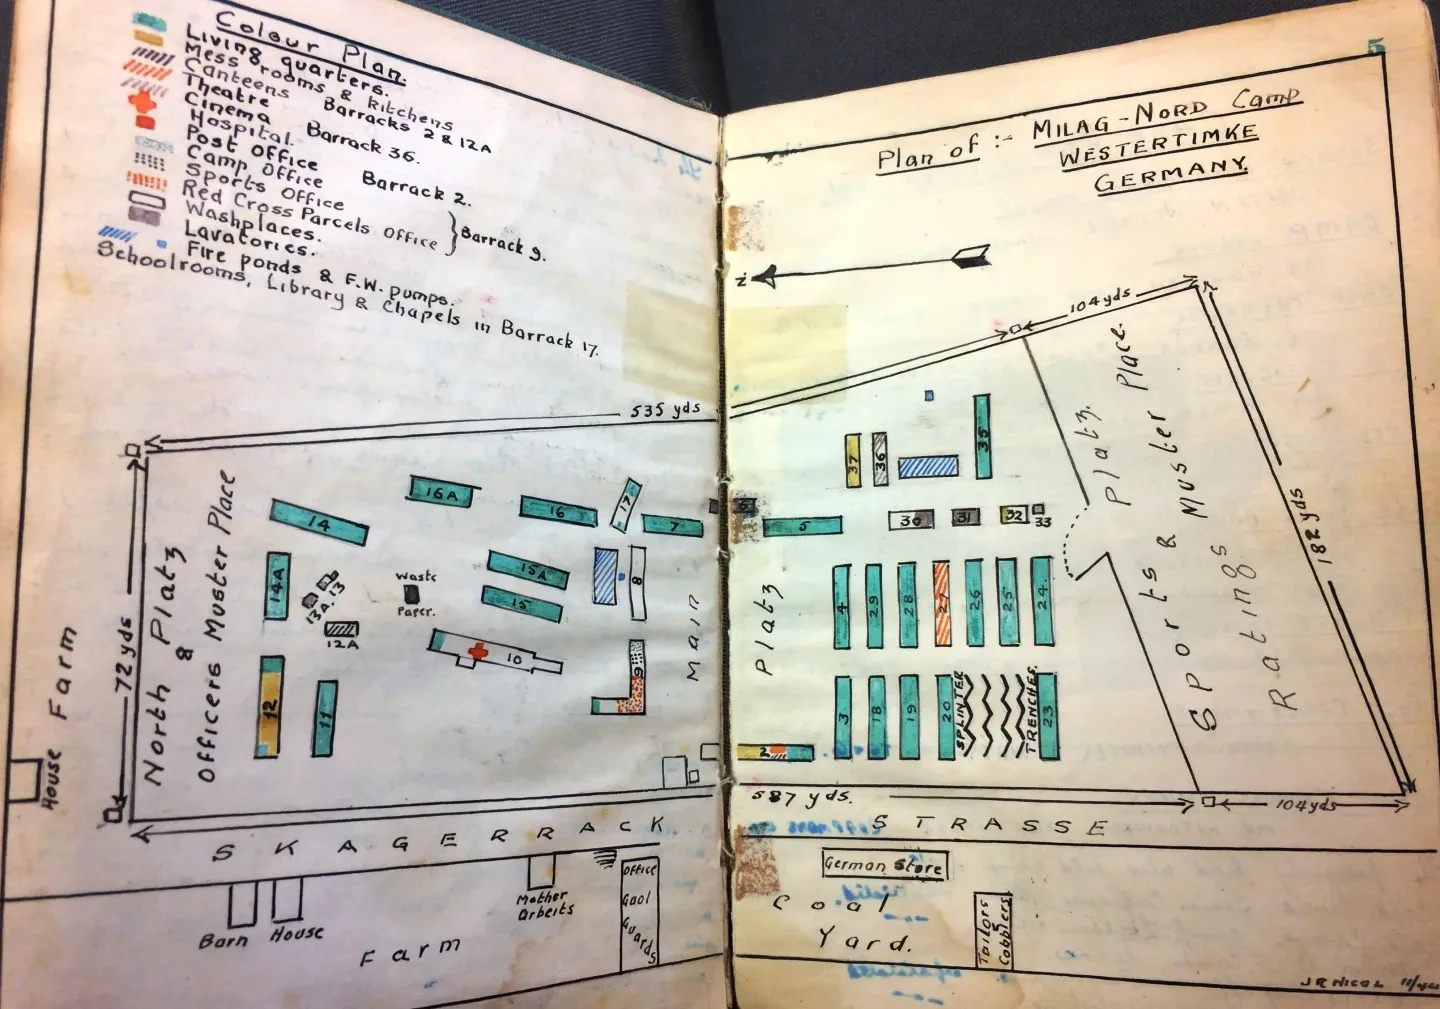 Colour Plan.
Living quarters.
Mess rooms & kitchens
Canteens Barracks 2 & 12A
Theatre
Cinema Barrack 36.
Hospital.
Post Office Barrack 2.
Camp Office
Sports Office
Red Cross Parcels Office } Barrack 9.
Washplaces.
Lavatories.
Fire ponds & F.W. pumps.
Schoolrooms, Library & Chapels in Barrack 17.
5
Plan of :- MILAG-NORD CAMP
WESTERTIMKE
GERMANY.
N
104 yds
535 yds
182 yds
72 yds
North Platz
&
Officers Muster Place
House Farm
14
16A
16
17
7
6
5
14A
13A
13
12A
Waste
Paper.
15A
15
8
10
9
12
11
Main
Platz
37
36
35
30
31
32
33
4
29
28
27
26
25
24
3
18
19
20
SPLINTER
TRENCHES.
23
2
Platz.
Sports & Muster Place.
Ratings
587 yds.
104 yds
SKAGERRACK STRASSE
Barn
House
Farm
Mother
Arbeits
Office
Gaol
Guards
German Store
Coal
Yard.
Tailors &
Cobblers
J R NICOL